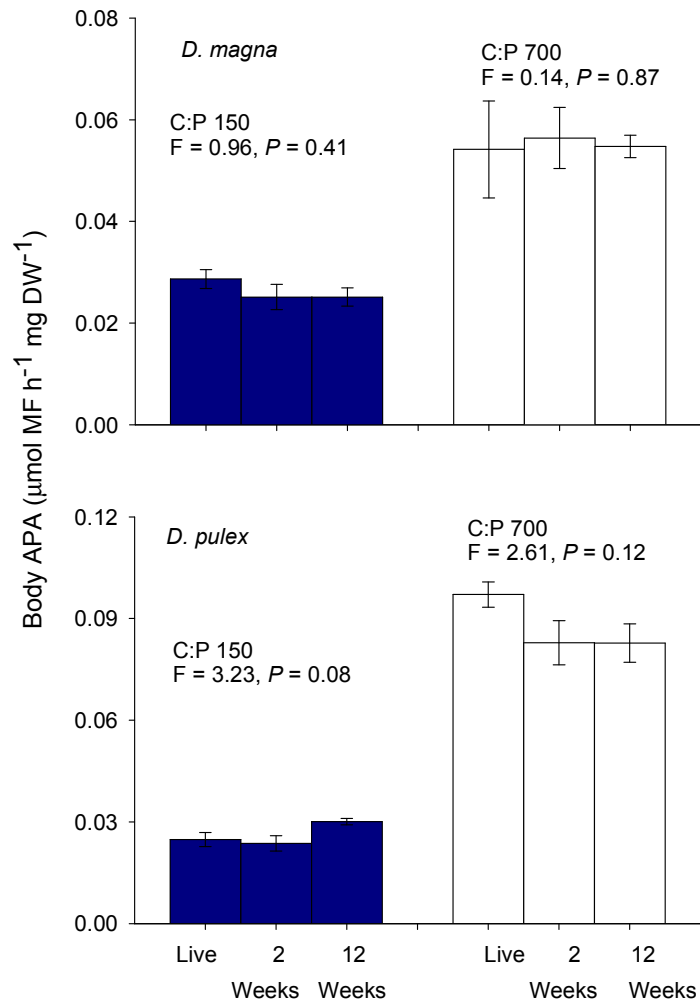 Body APA (μmol MF h⁻¹ mg DW⁻¹)
0.08
0.06
0.04
0.02
0.00
D. magna
C:P 150
F = 0.96, P = 0.41
C:P 700
F = 0.14, P = 0.87
0.12
0.09
0.06
0.03
0.00
D. pulex
C:P 150
F = 3.23, P = 0.08
C:P 700
F = 2.61, P = 0.12
Live 2 12 Live 2 12
Weeks Weeks Weeks Weeks